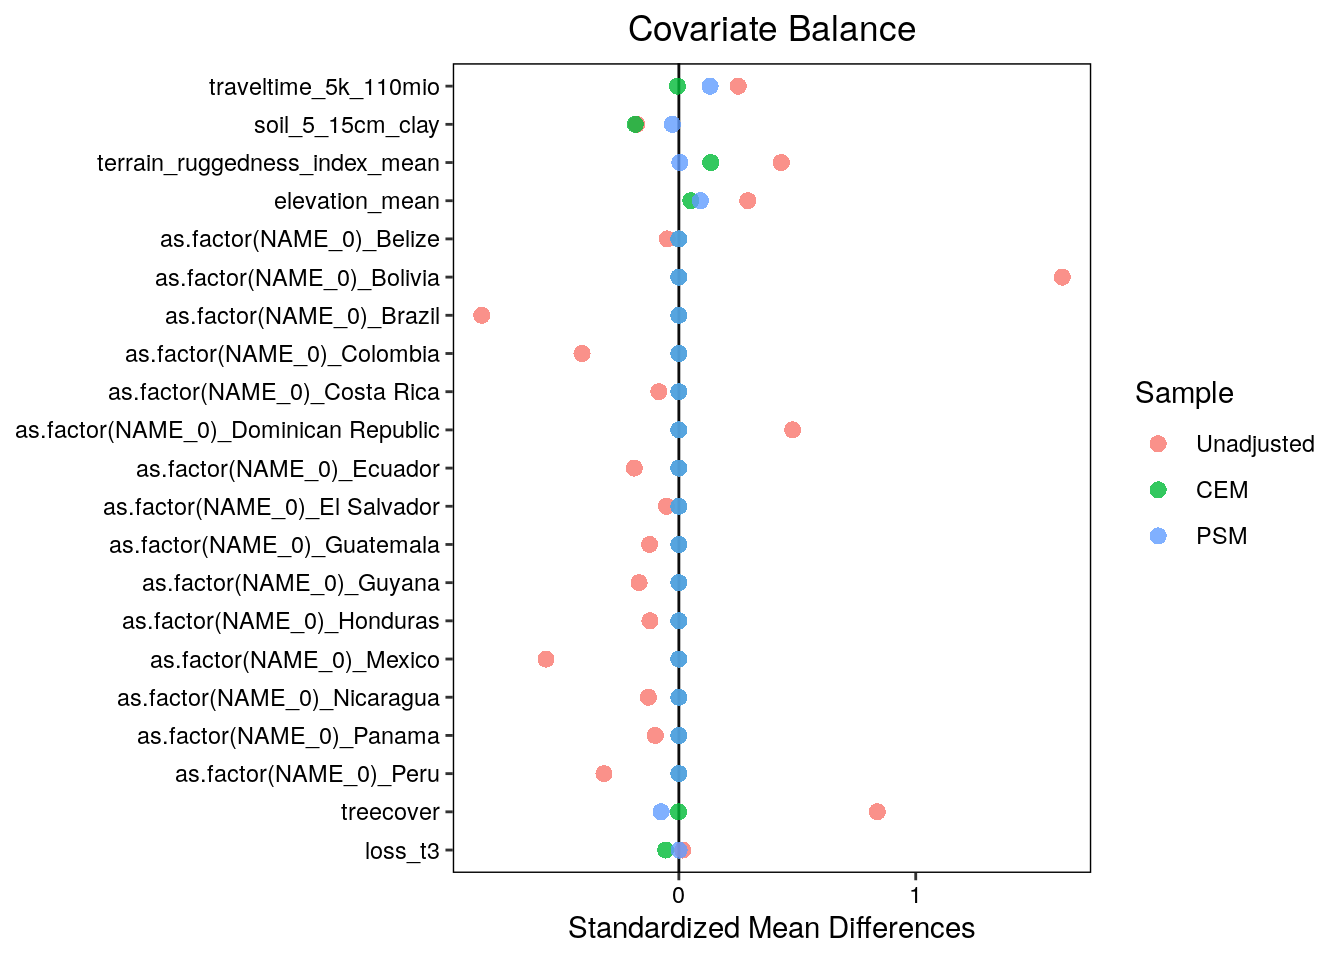 Covariate Balance
traveltime_5k_110mio
soil_5_15cm_clay
terrain_ruggedness_index_mean
elevation_mean
as.factor(NAME_0)_Belize
as.factor(NAME_0)_Bolivia
as.factor(NAME_0)_Brazil
as.factor(NAME_0)_Colombia
as.factor(NAME_0)_Costa Rica
as.factor(NAME_0)_Dominican Republic
as.factor(NAME_0)_Ecuador
as.factor(NAME_0)_El Salvador
as.factor(NAME_0)_Guatemala
as.factor(NAME_0)_Guyana
as.factor(NAME_0)_Honduras
as.factor(NAME_0)_Mexico
as.factor(NAME_0)_Nicaragua
as.factor(NAME_0)_Panama
as.factor(NAME_0)_Peru
treecover
loss_t3
0 1
Standardized Mean Differences
Sample
Unadjusted
CEM
PSM